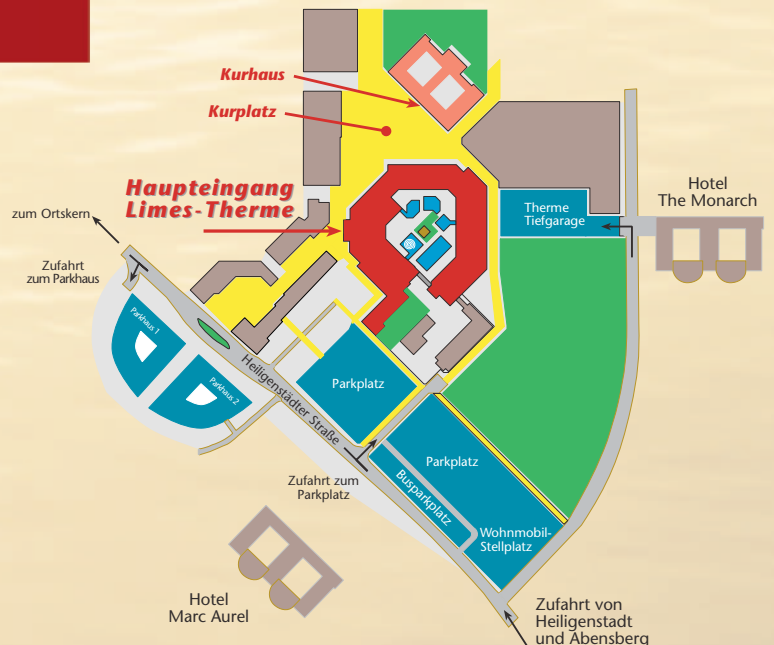 Kurhaus
Kurplatz
Haupteingang
Limes-Therme
zum Ortskern
Zufahrt
zum Parkhaus
Parkhaus 1
Parkhaus 2
Heiligenstädter Straße
Therme
Tiefgarage
Hotel
The Monarch
Parkplatz
Zufahrt zum
Parkplatz
Parkplatz
Busparkplatz
Wohnmobil-
Stellplatz
Hotel
Marc Aurel
Zufahrt von
Heiligenstadt
und Abensberg